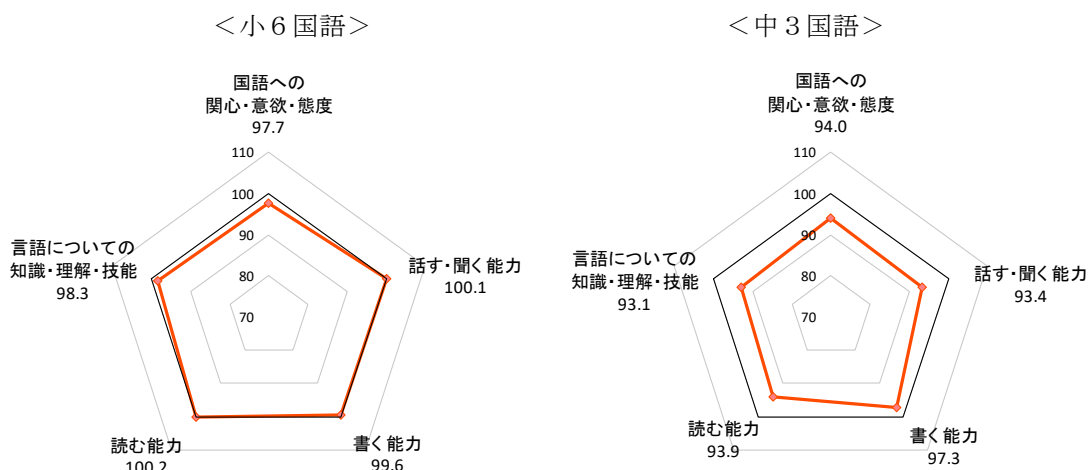 ＜小６国語＞
国語への
関心・意欲・態度
97.7
110
100
90
80
70
言語についての
知識・理解・技能
98.3
話す・聞く能力
100.1
読む能力
100.2
書く能力
99.6
＜中３国語＞
国語への
関心・意欲・態度
94.0
110
100
90
80
70
言語についての
知識・理解・技能
93.1
話す・聞く能力
93.4
読む能力
93.9
書く能力
97.3